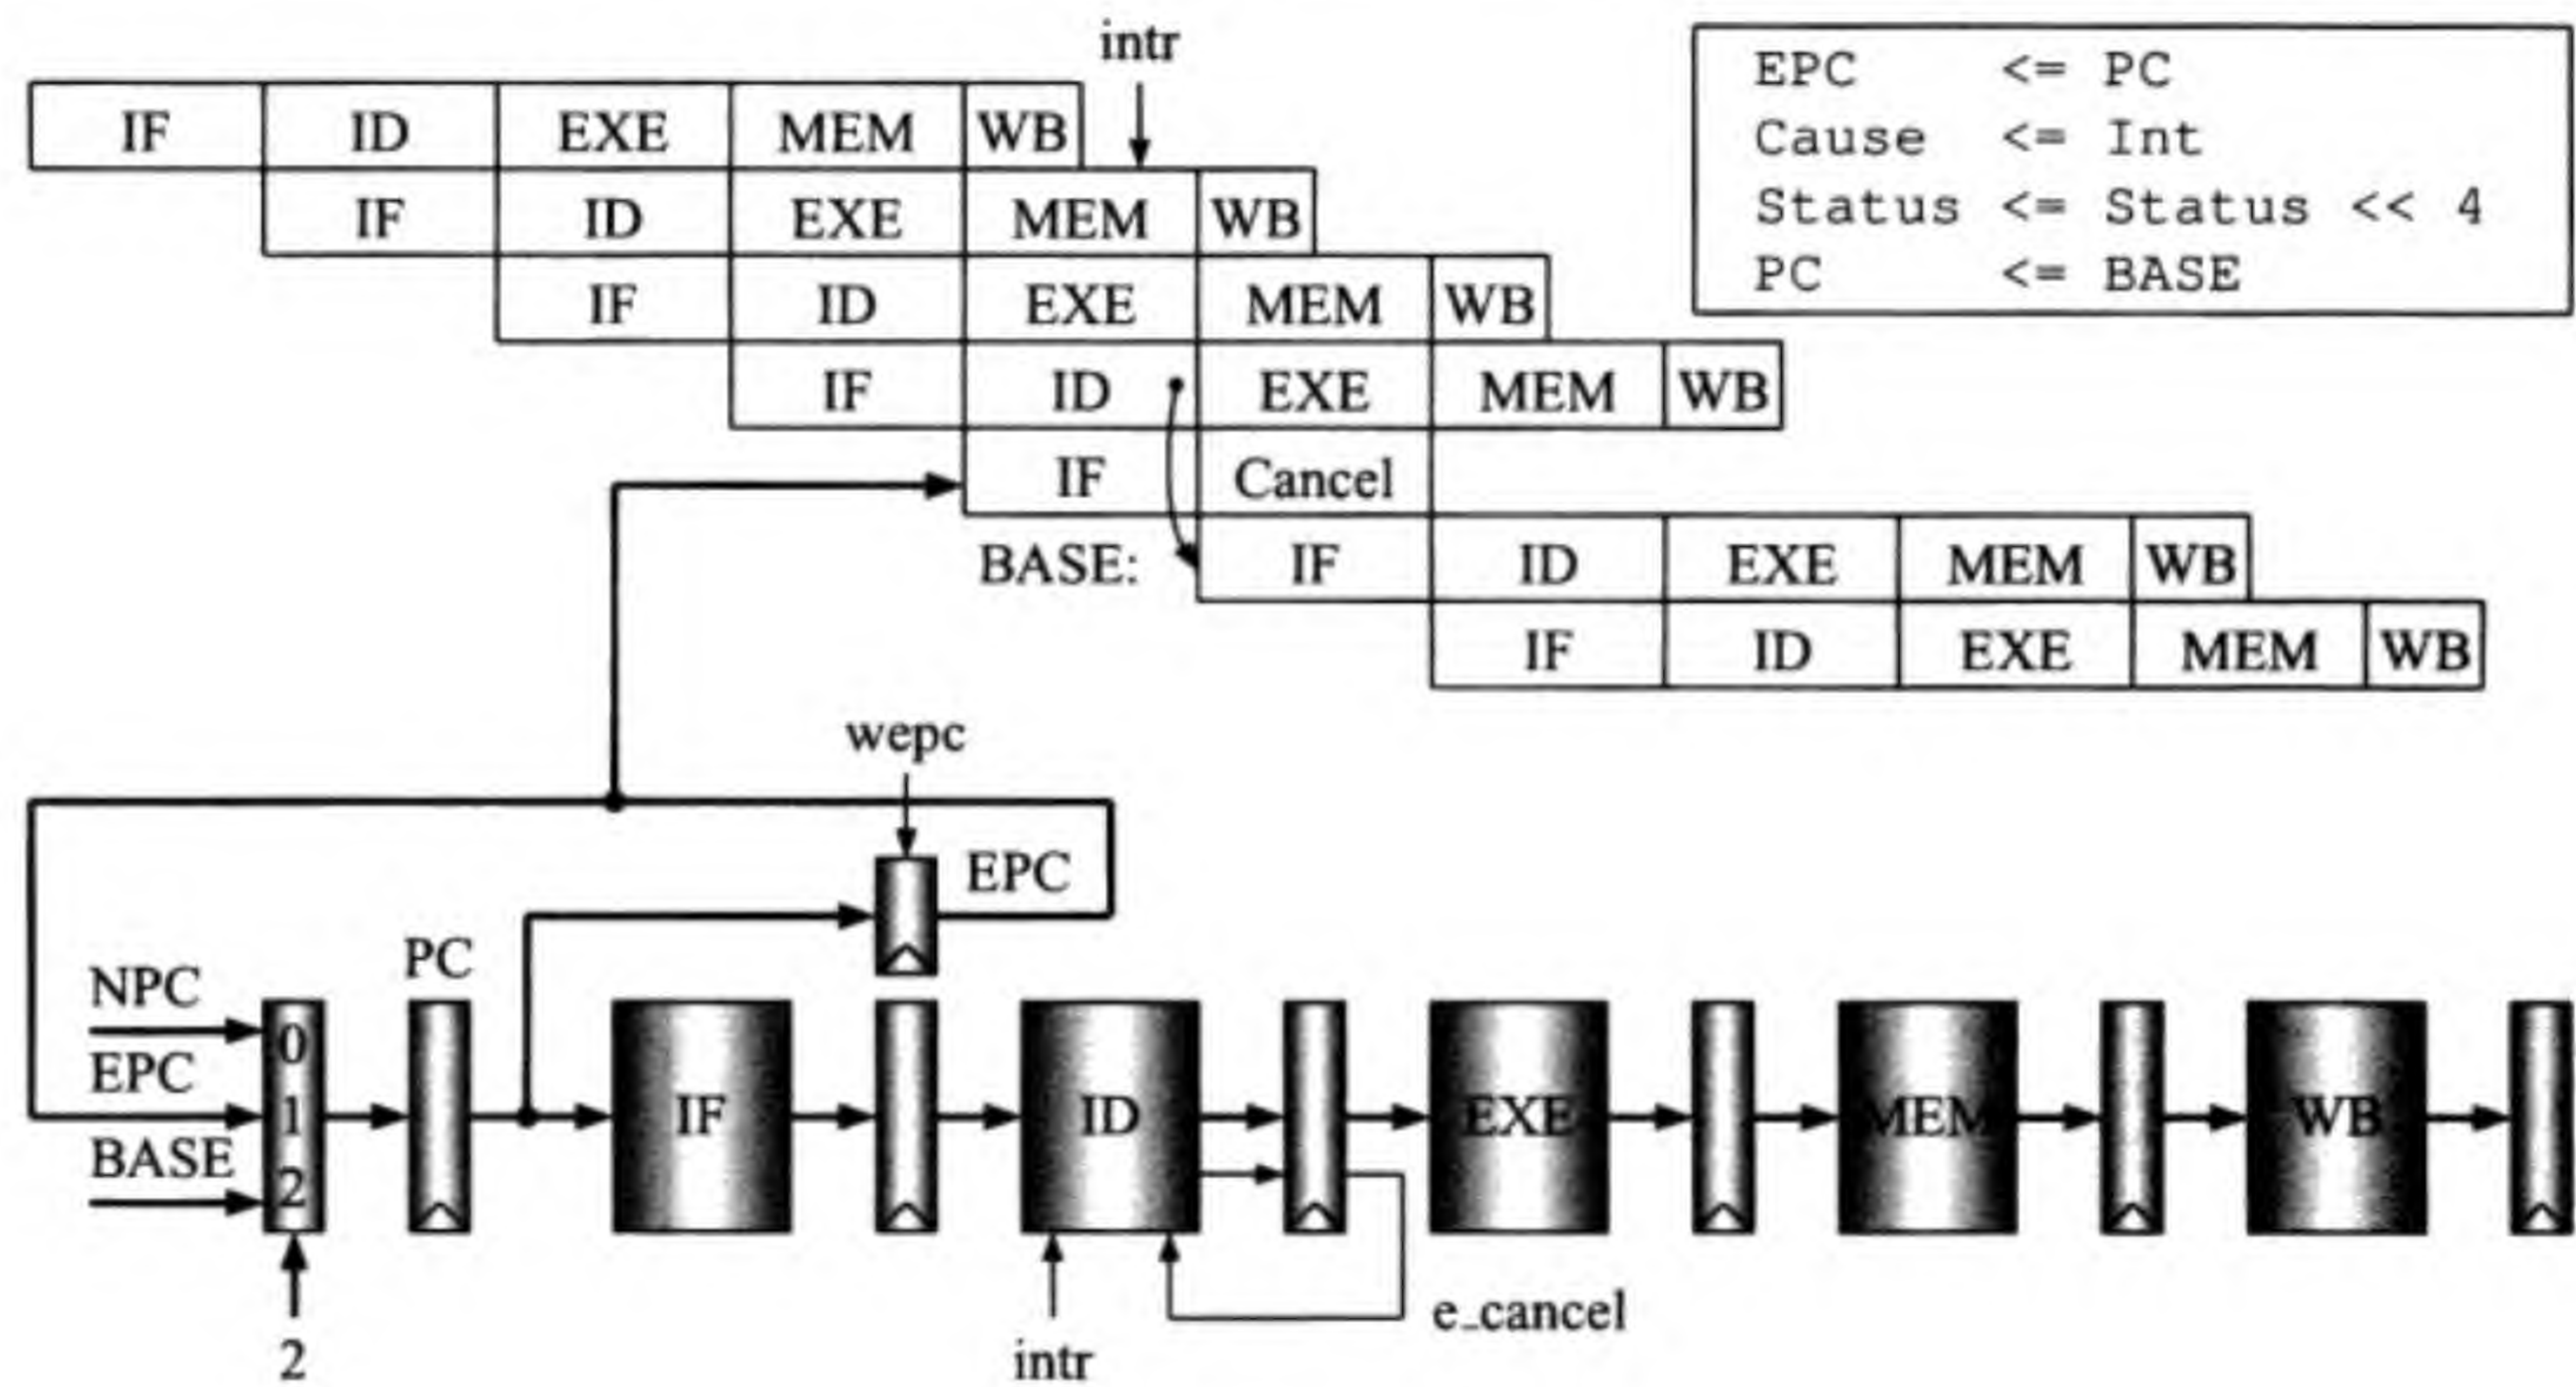 intr
EPC <= PC
Cause <= Int
Status <= Status << 4
PC <= BASE
IF ID EXE MEM WB
IF ID EXE MEM WB
IF ID EXE MEM WB
IF ID EXE MEM WB
IF Cancel
BASE: IF ID EXE MEM WB
IF ID EXE MEM WB
wepc
EPC
PC
NPC
EPC
BASE
0
1
2
IF
ID
EXE
MEM
WB
2
intr
e_cancel